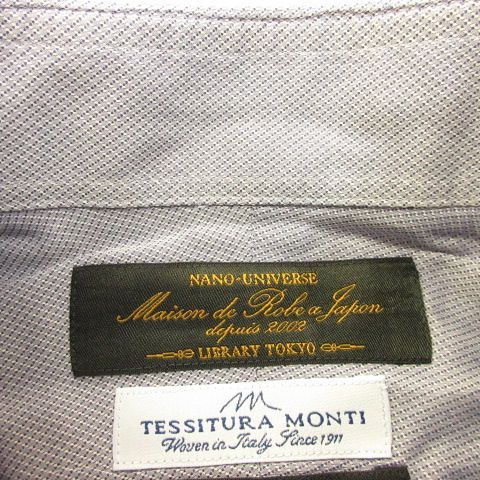 NANO-UNIVERSE
Maison de Robe a Japon
depuis 2002
LIBRARY TOKYO
M
TESSITURA MONTI
Woven in Italy Since 1911